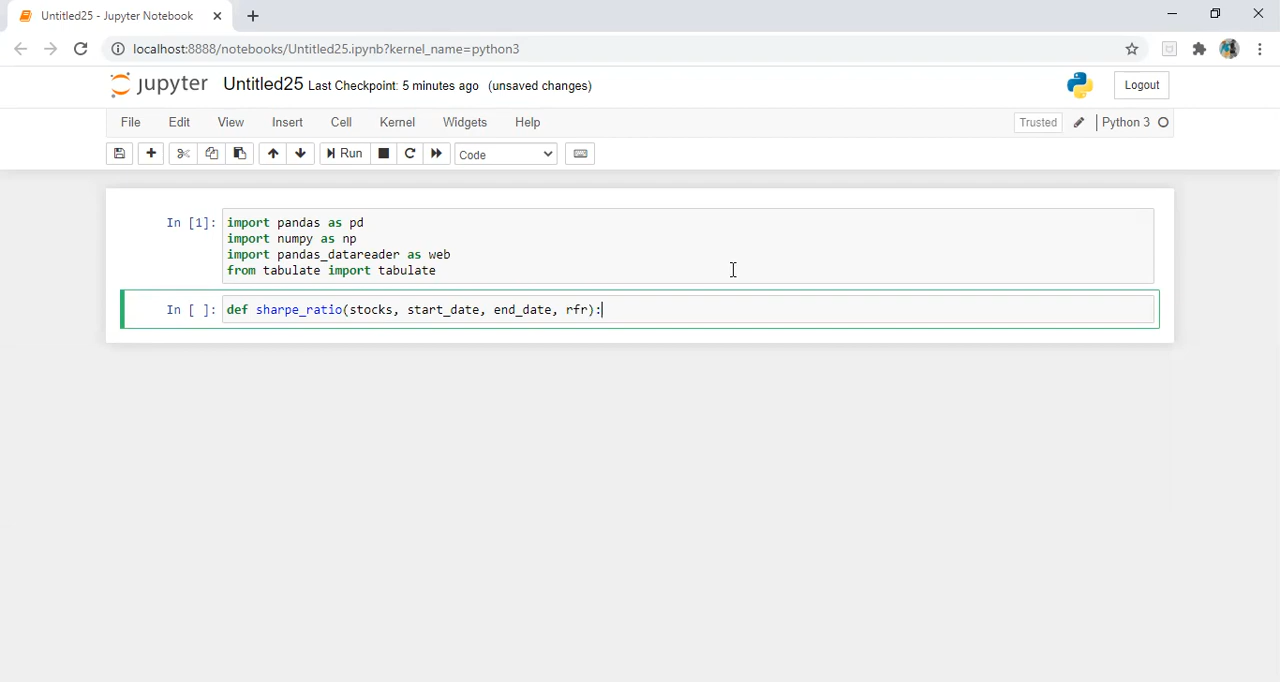 Untitled25 - Jupyter Notebook
localhost:8888/notebooks/Untitled25.ipynb?kernel_name=python3
jupyter Untitled25 Last Checkpoint: 5 minutes ago (unsaved changes) Logout
File Edit View Insert Cell Kernel Widgets Help Trusted Python 3
Run Code
In [1]: import pandas as pd
import numpy as np
import pandas_datareader as web
from tabulate import tabulate
In [ ]: def sharpe_ratio(stocks, start_date, end_date, rfr):